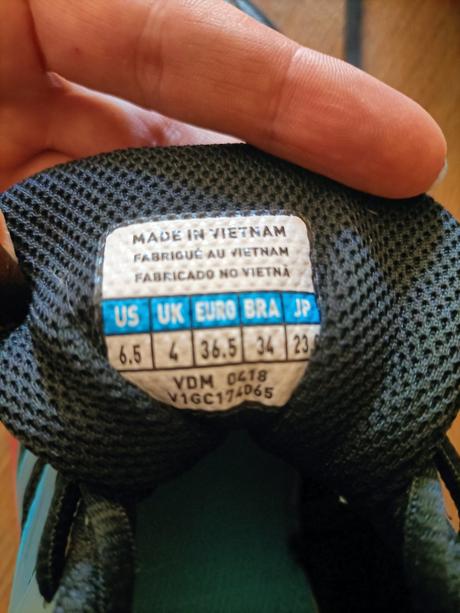 MADE IN VIETNAM
FABRIQUÉ AU VIETNAM
FABRICADO NO VIETNÃ
US UK EURO BRA JP
6.5 4 36.5 34
VDM 0418
V1GC174065